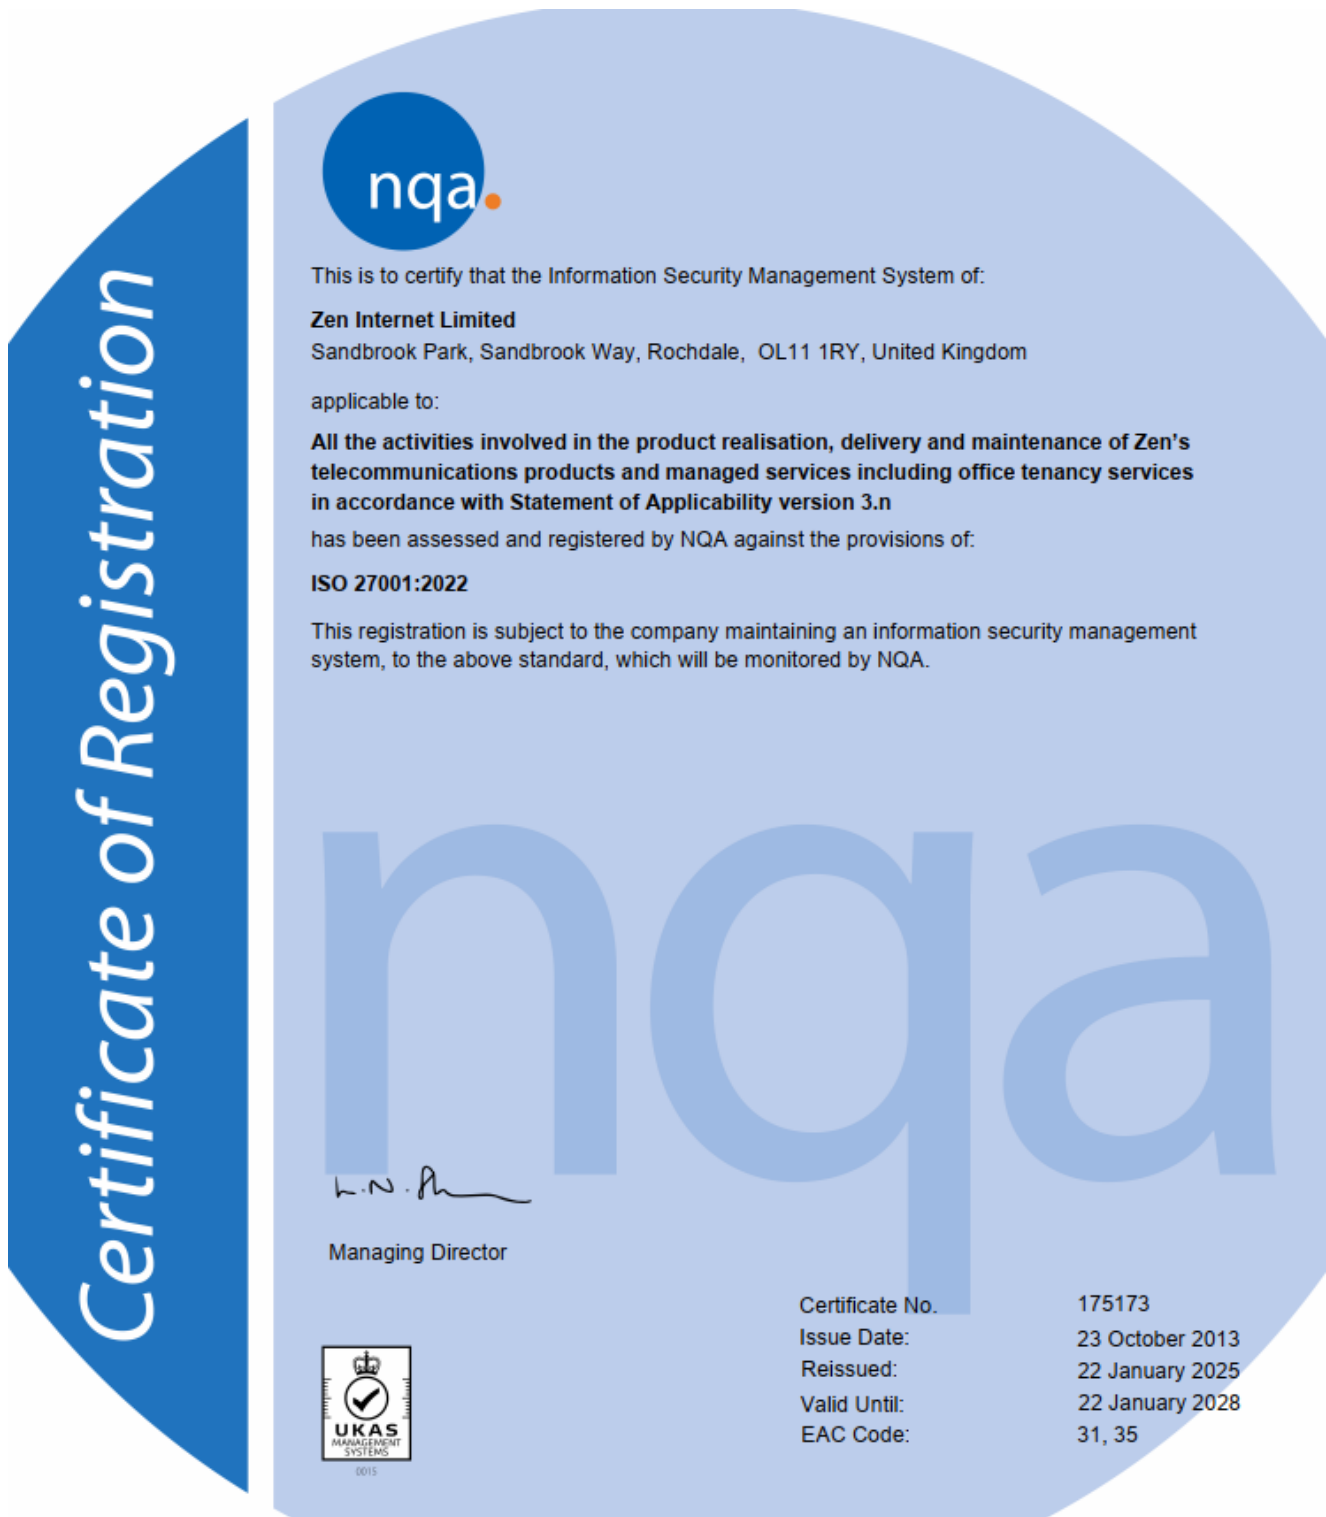 Certificate of Registration
nqa.
This is to certify that the Information Security Management System of:
Zen Internet Limited
Sandbrook Park, Sandbrook Way, Rochdale, OL11 1RY, United Kingdom
applicable to:
All the activities involved in the product realisation, delivery and maintenance of Zen's
telecommunications products and managed services including office tenancy services
in accordance with Statement of Applicability version 3.n
has been assessed and registered by NQA against the provisions of:
ISO 27001:2022
This registration is subject to the company maintaining an information security management
system, to the above standard, which will be monitored by NQA.
nqa
Managing Director
Certificate No. 175173
Issue Date: 23 October 2013
Reissued: 22 January 2025
Valid Until: 22 January 2028
EAC Code: 31, 35
UKAS
MANAGEMENT
SYSTEMS
0015